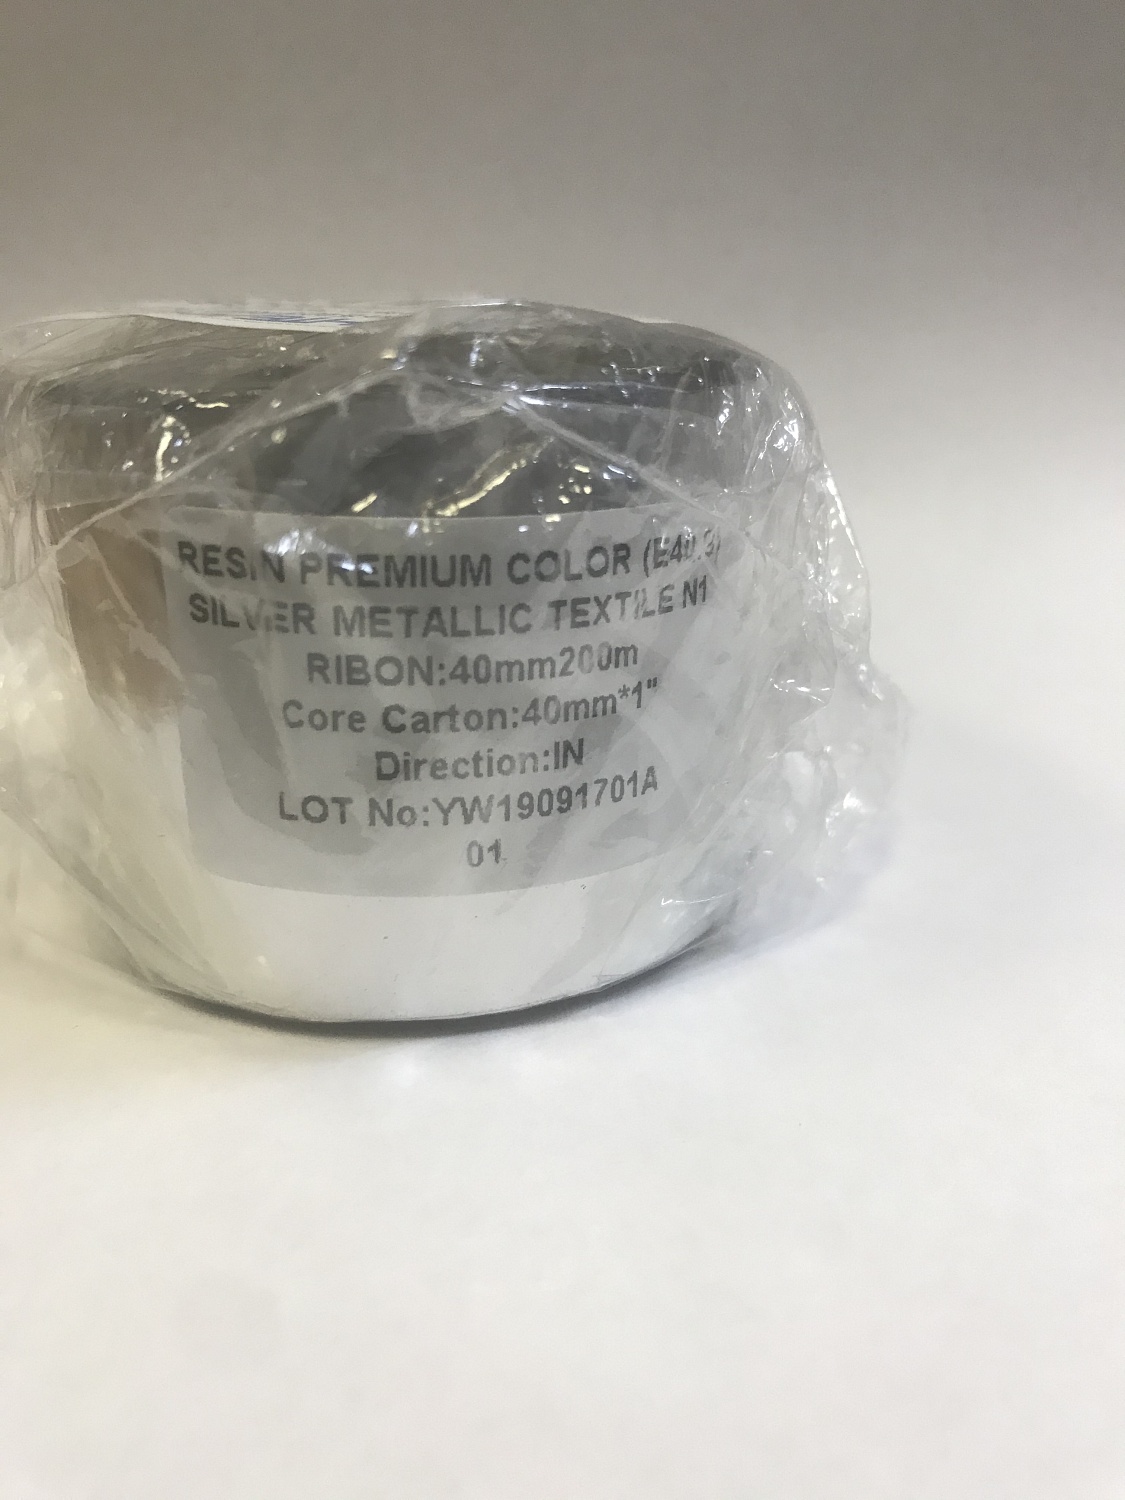 RESIN PREMIUM COLOR
SILVER METALLIC TEXTILE N1
RIBON:40mm200m
Core Carton:40mm*1"
Direction:IN
LOT No:YW19091701A
01